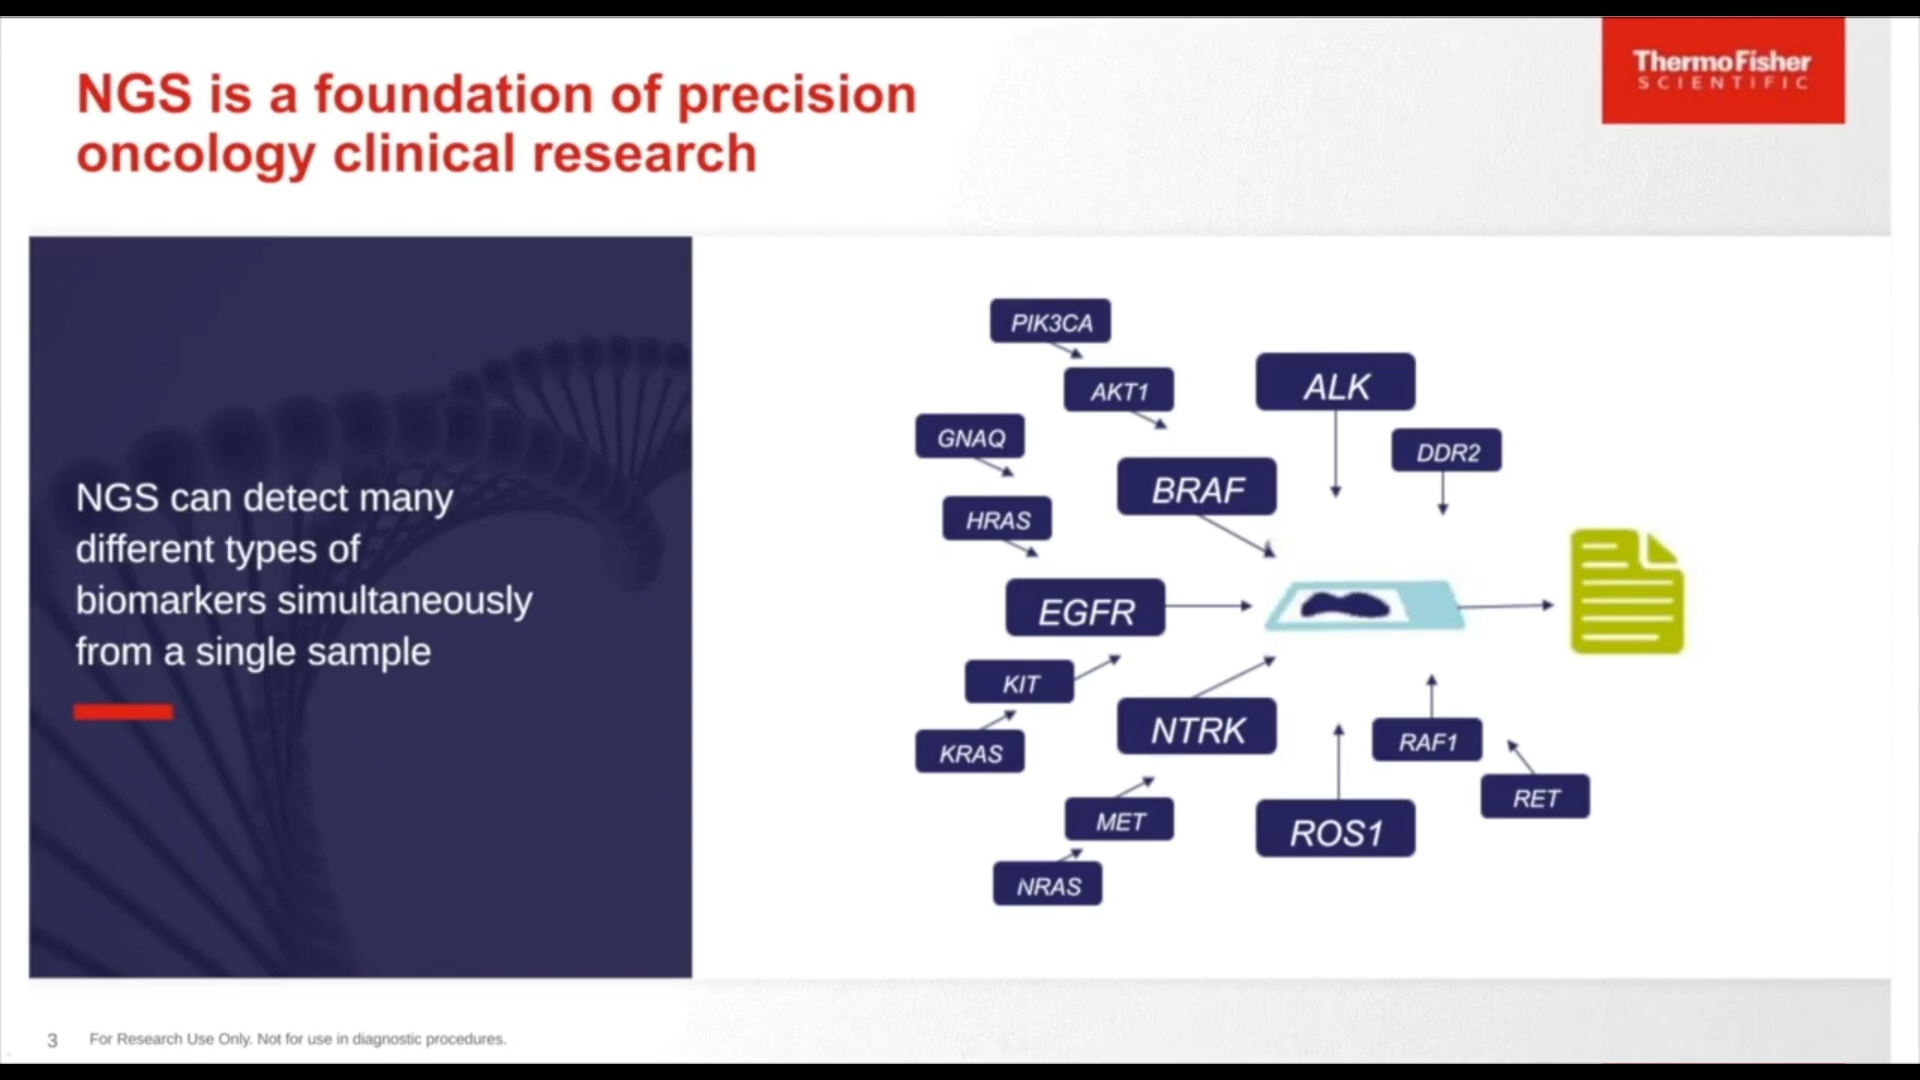 NGS is a foundation of precision
oncology clinical research
ThermoFisher
SCIENTIFIC
NGS can detect many
different types of
biomarkers simultaneously
from a single sample
PIK3CA
AKT1
ALK
GNAQ
DDR2
BRAF
HRAS
EGFR
KIT
NTRK
KRAS
RAF1
MET
RET
ROS1
NRAS
3
For Research Use Only. Not for use in diagnostic procedures.